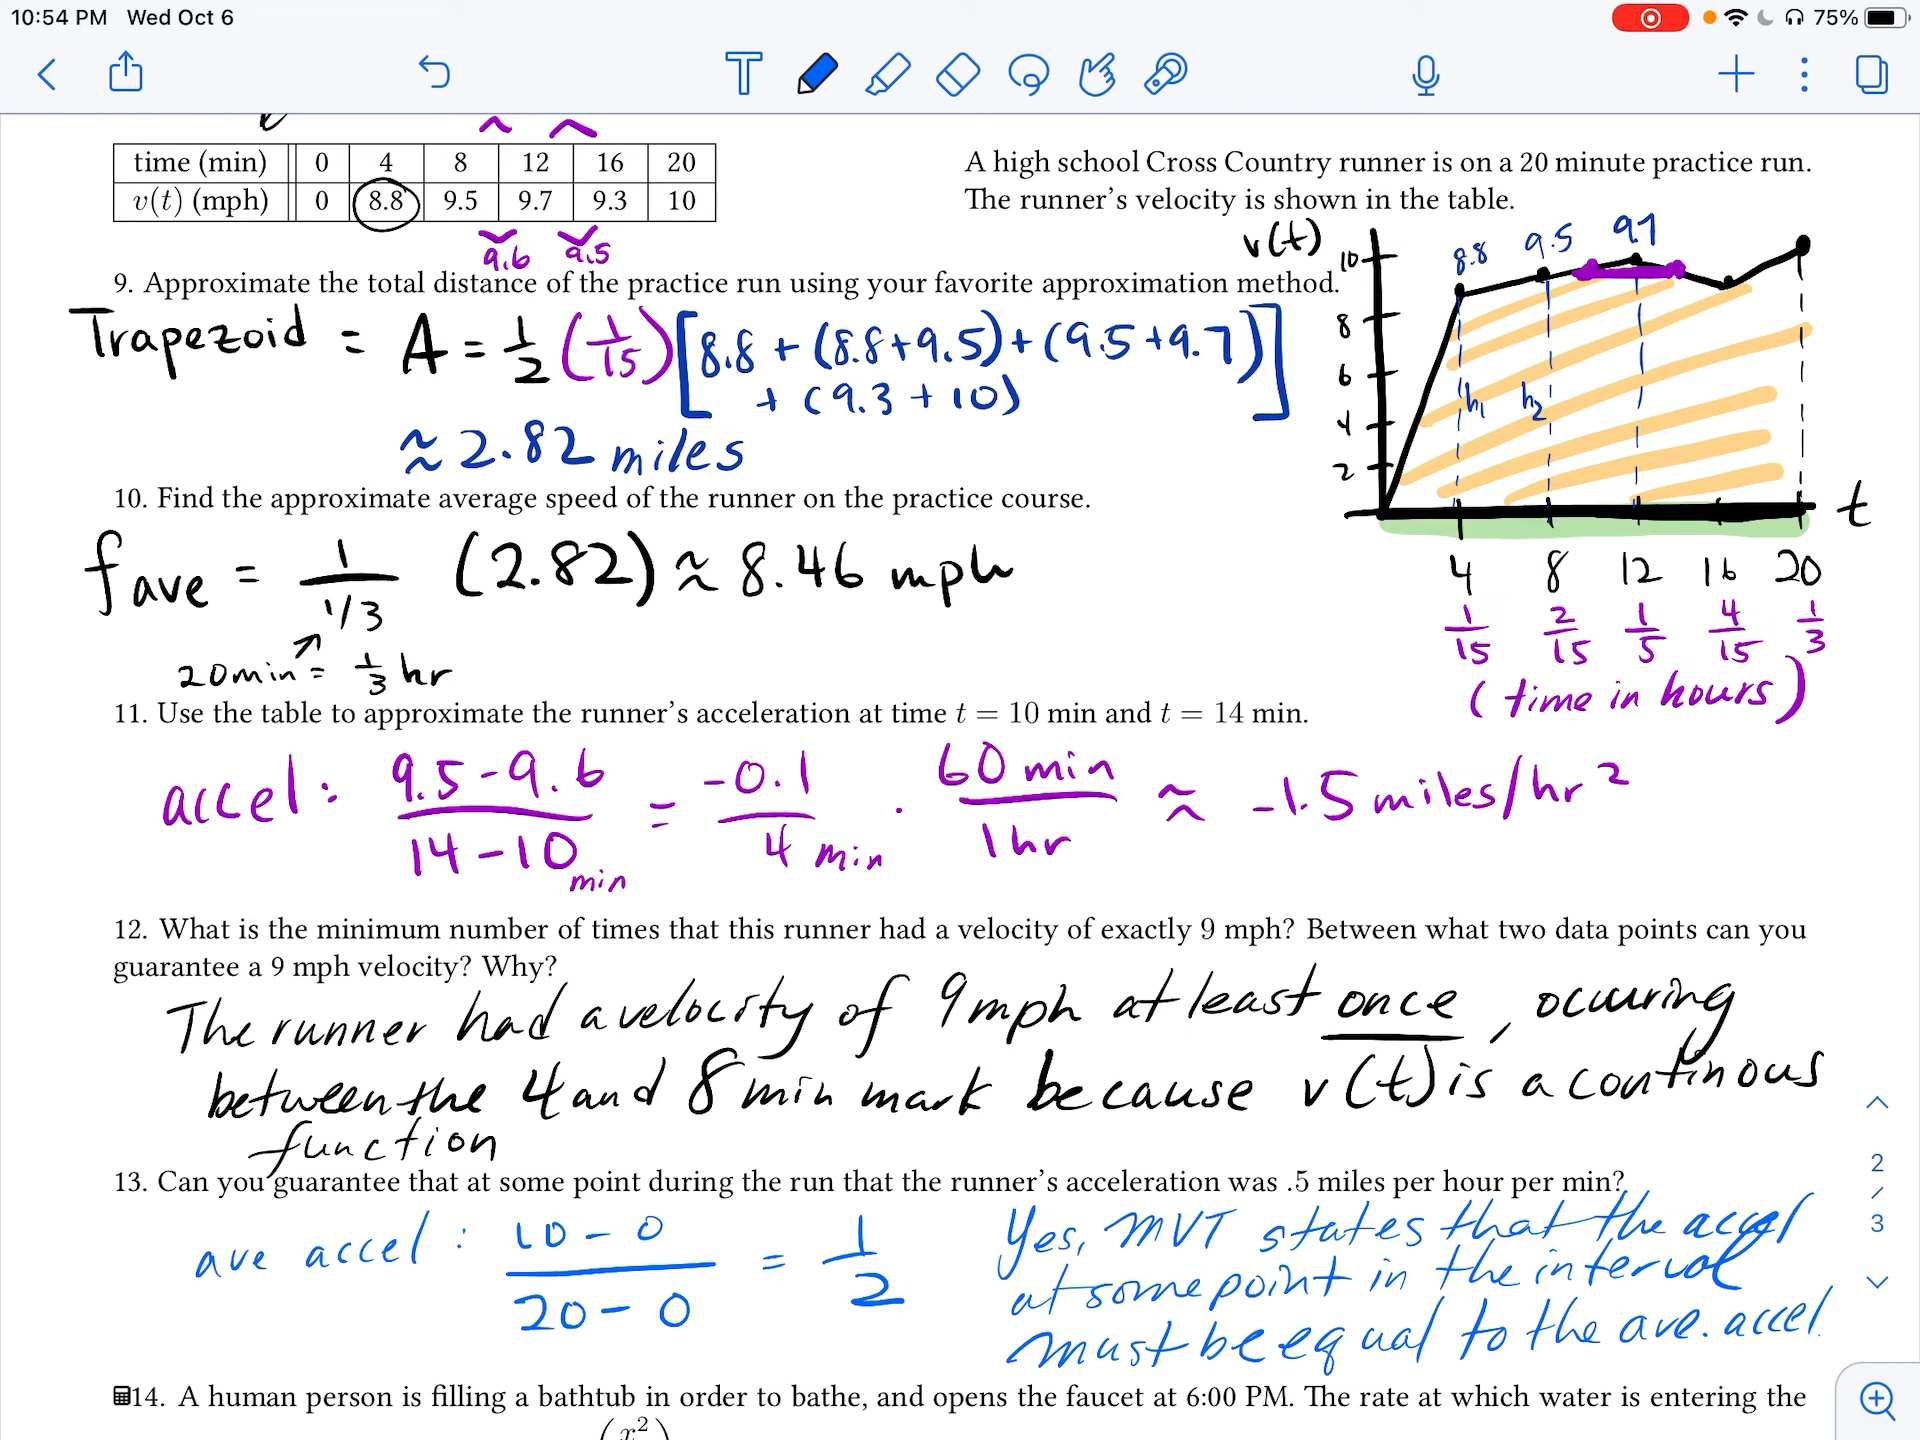 10:54 PM Wed Oct 6
75%
time (min) 0 4 8 12 16 20
v(t) (mph) 0 8.8 9.5 9.7 9.3 10
9.6 9.5
A high school Cross Country runner is on a 20 minute practice run.
The runner's velocity is shown in the table.
9. Approximate the total distance of the practice run using your favorite approximation method.
Trapezoid = A = 1/2 (1/15) [8.8 + (8.8+9.5) + (9.5+9.7)
+ (9.3 + 10)]
≈ 2.82 miles
v(t)
8.8 9.5 9.7
10
8
6
4
2
h1 h2
t
4 8 12 16 20
1/15 2/15 1/5 4/15 1/3
(time in hours)
10. Find the approximate average speed of the runner on the practice course.
f ave = 1/(1/3) (2.82) ≈ 8.46 mph
20min = 1/3 hr
11. Use the table to approximate the runner's acceleration at time t = 10 min and t = 14 min.
accel: (9.5-9.6)/(14-10 min) = -0.1/(4 min) · 60 min/1 hr ≈ -1.5 miles/hr²
12. What is the minimum number of times that this runner had a velocity of exactly 9 mph? Between what two data points can you
guarantee a 9 mph velocity? Why?
The runner had a velocity of 9mph at least once, occuring
between the 4 and 8 min mark because v(t) is a continous
function
13. Can you guarantee that at some point during the run that the runner's acceleration was .5 miles per hour per min?
ave accel: (10-0)/(20-0) = 1/2
Yes, MVT states that the accel
at some point in the interval
must be equal to the ave. accel.
2
/
3
14. A human person is filling a bathtub in order to bathe, and opens the faucet at 6:00 PM. The rate at which water is entering the